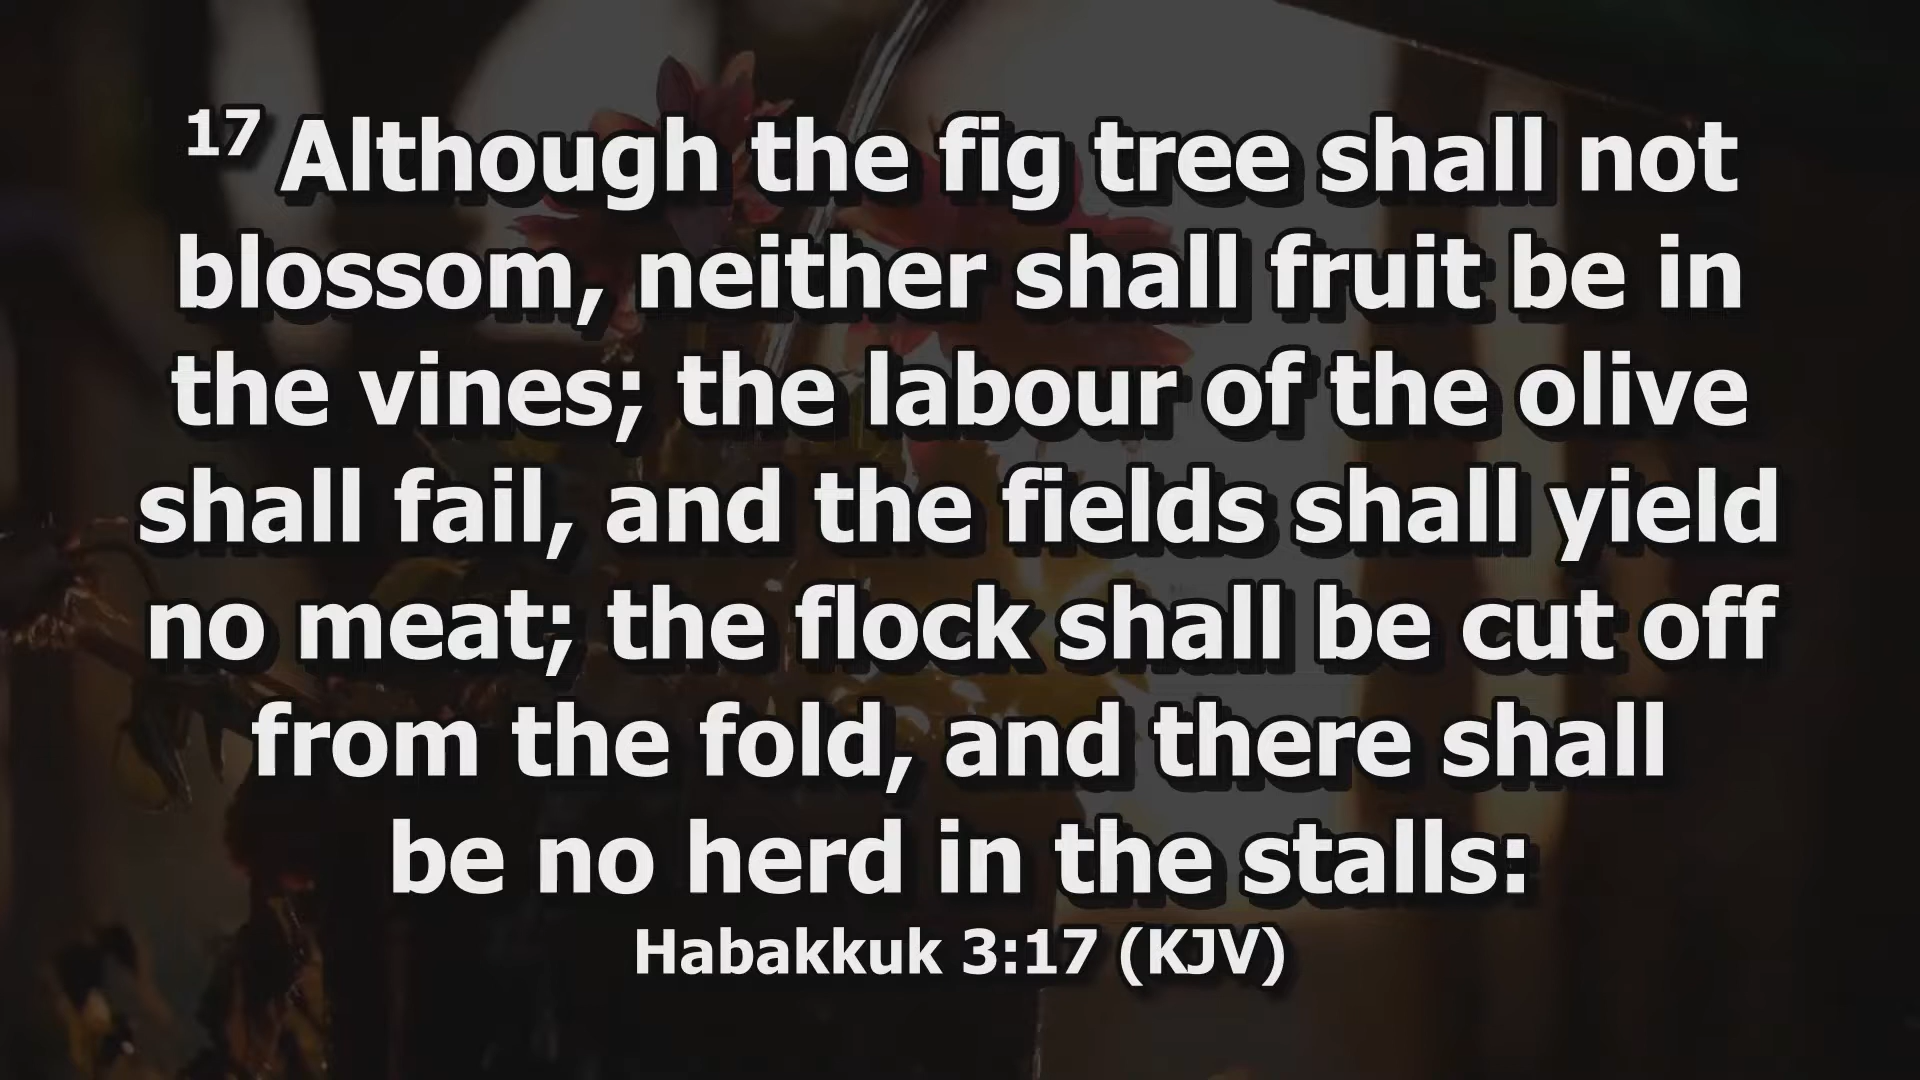 17 Although the fig tree shall not
blossom, neither shall fruit be in
the vines; the labour of the olive
shall fail, and the fields shall yield
no meat; the flock shall be cut off
from the fold, and there shall
be no herd in the stalls:
Habakkuk 3:17 (KJV)